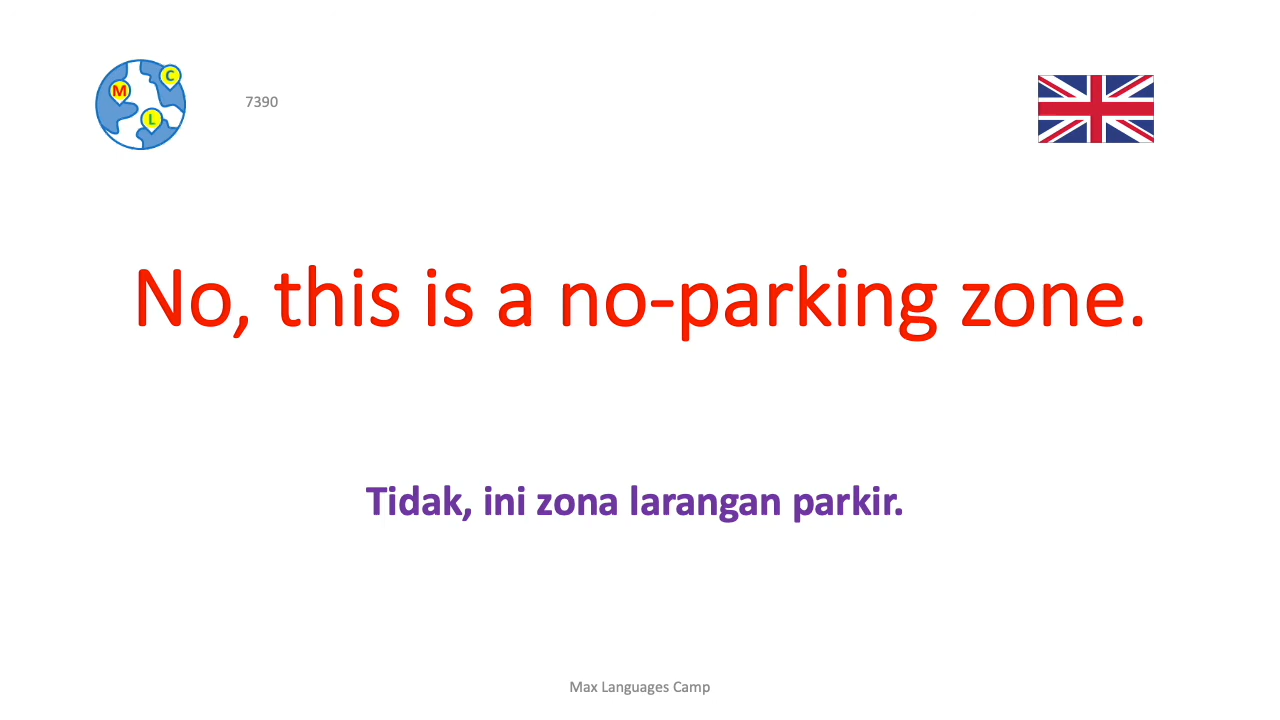 M
C
L
7390
No, this is a no-parking zone.
Tidak, ini zona larangan parkir.
Max Languages Camp